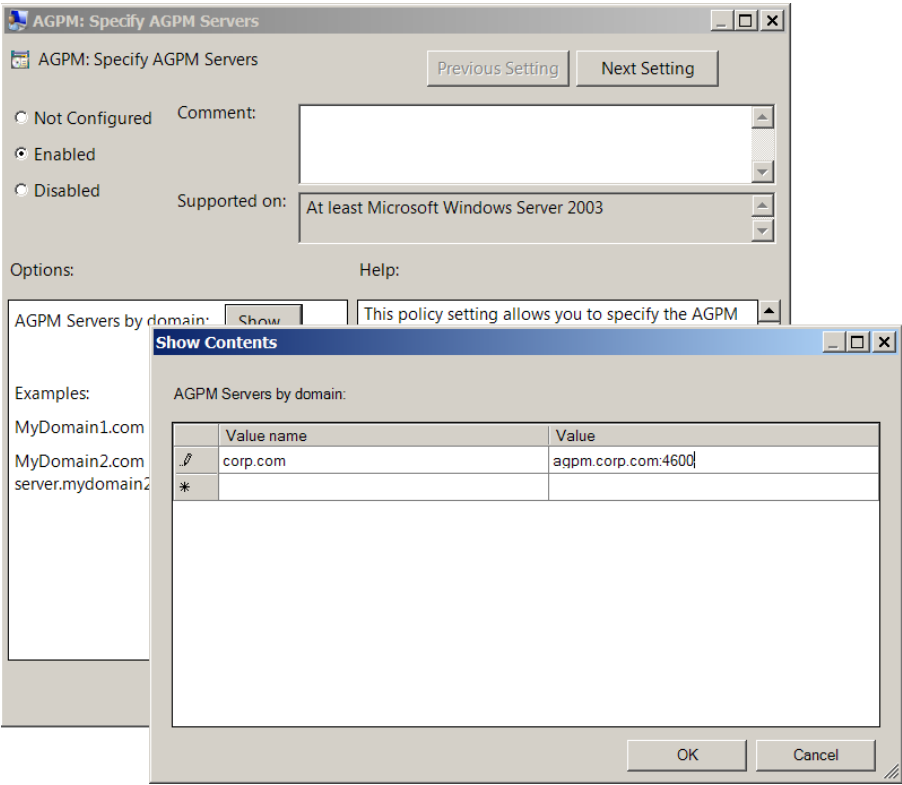 AGPM: Specify AGPM Servers
AGPM: Specify AGPM Servers
Previous Setting
Next Setting
Not Configured
Comment:
Enabled
Disabled
Supported on:
At least Microsoft Windows Server 2003
Options:
Help:
AGPM Servers by domain:
Show...
This policy setting allows you to specify the AGPM
Examples:
MyDomain1.com
MyDomain2.com
server.mydomain2
Show Contents
AGPM Servers by domain:
Value name
Value
corp.com
agpm.corp.com:4600
OK
Cancel